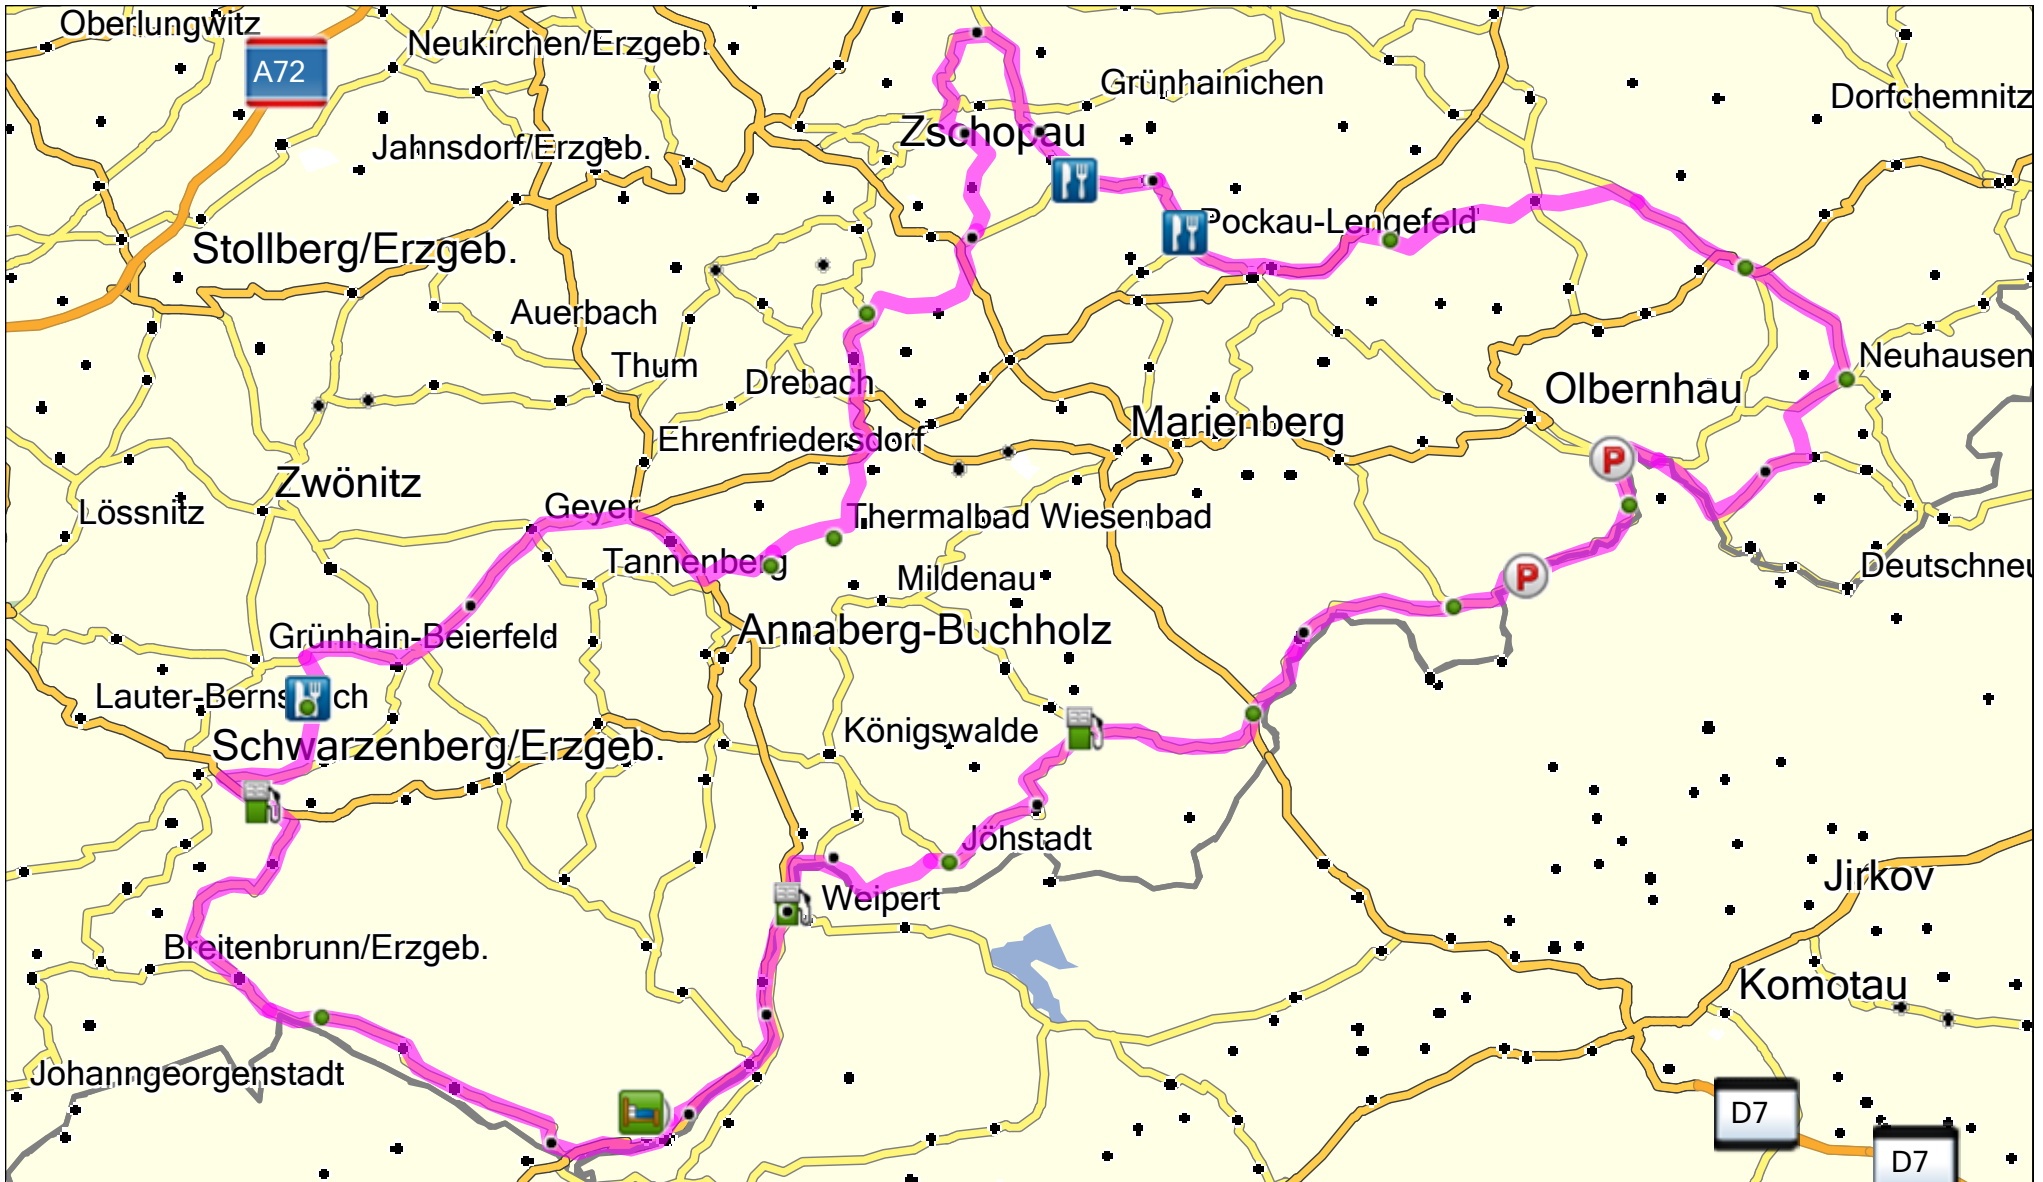 Oberlungwitz
Neukirchen/Erzgeb.
A72
Grünhainichen
Dorfchemnitz
Zschopau
Jahnsdorf/Erzgeb.
Pockau-Lengefeld
Stollberg/Erzgeb.
Auerbach
Neuhausen
Thum
Drebach
Olbernhau
Marienberg
Ehrenfriedersdorf
Zwönitz
Geyer
Lössnitz
Thermalbad Wiesenbad
Tannenberg
Mildenau
Deutschneu
Grünhain-Beierfeld
Annaberg-Buchholz
Lauter-Berns ch
Königswalde
Schwarzenberg/Erzgeb.
Jöhstadt
Jirkov
Weipert
Breitenbrunn/Erzgeb.
Komotau
Johanngeorgenstadt
D7
D7
P
P